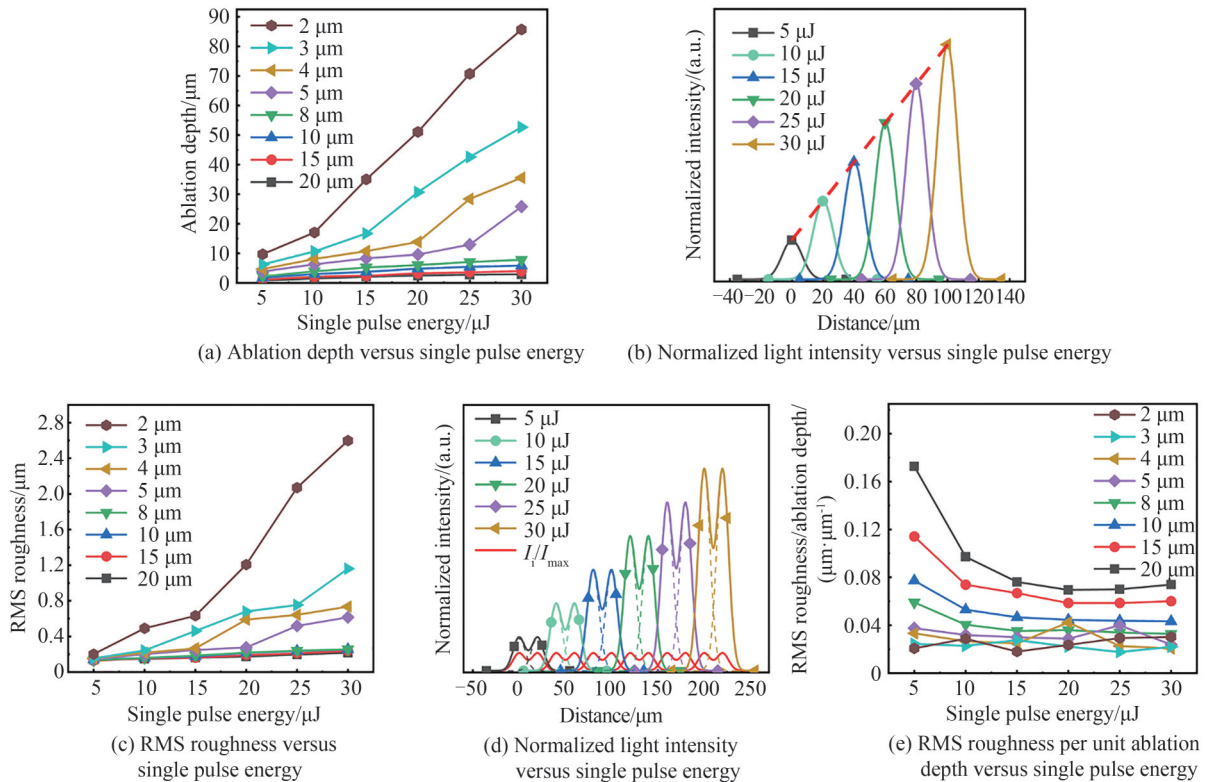 90
80
70
60
50
40
30
20
10
0
Ablation depth/μm
2 μm
3 μm
4 μm
5 μm
8 μm
10 μm
15 μm
20 μm
5 10 15 20 25 30
Single pulse energy/μJ
(a) Ablation depth versus single pulse energy
Normalized intensity/(a.u.)
5 μJ
10 μJ
15 μJ
20 μJ
25 μJ
30 μJ
−40 −20 0 20 40 60 80 100 120 140
Distance/μm
(b) Normalized light intensity versus single pulse energy
RMS roughness/μm
2.8
2.4
2.0
1.6
1.2
0.8
0.4
0
2 μm
3 μm
4 μm
5 μm
8 μm
10 μm
15 μm
20 μm
5 10 15 20 25 30
Single pulse energy/μJ
(c) RMS roughness versus
single pulse energy
Normalized intensity/(a.u.)
5 μJ
10 μJ
15 μJ
20 μJ
25 μJ
30 μJ
Ii/Imax
−50 0 50 100 150 200 250
Distance/μm
(d) Normalized light intensity
versus single pulse energy
RMS roughness/ablation depth/
(μm·μm-1)
0.20
0.16
0.12
0.08
0.04
0
2 μm
3 μm
4 μm
5 μm
8 μm
10 μm
15 μm
20 μm
5 10 15 20 25 30
Single pulse energy/μJ
(e) RMS roughness per unit ablation
depth versus single pulse energy